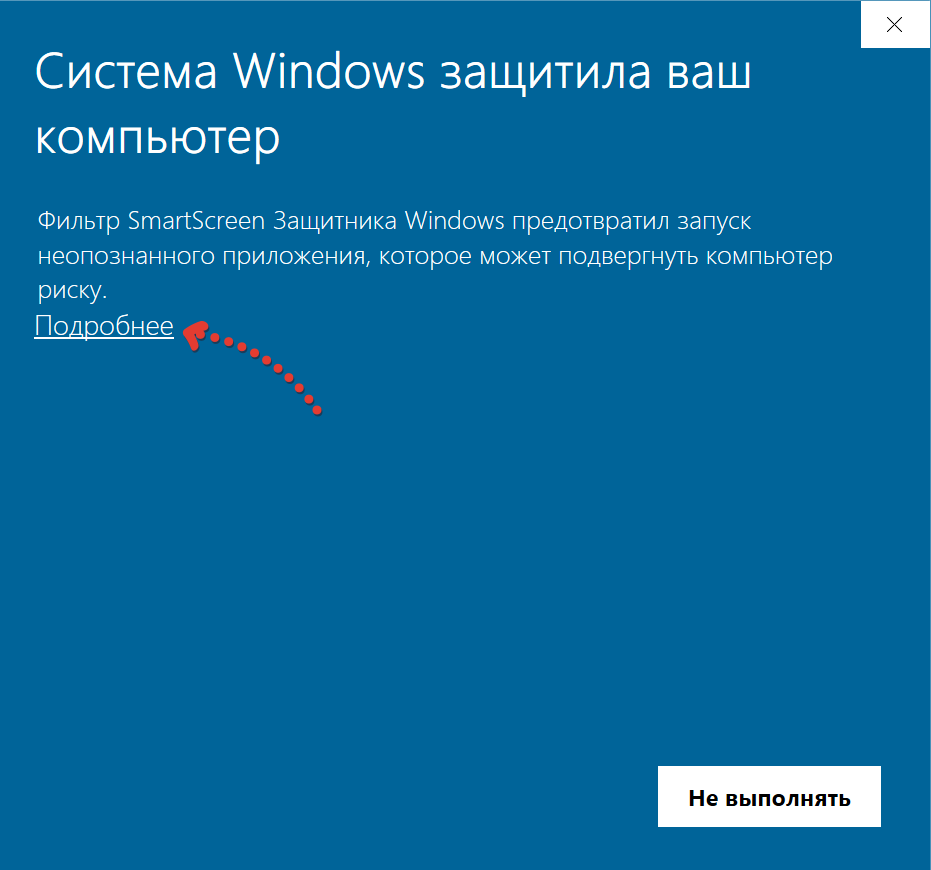 Система Windows защитила ваш
компьютер
Фильтр SmartScreen Защитника Windows предотвратил запуск
неопознанного приложения, которое может подвергнуть компьютер
риску.
Подробнее
Не выполнять